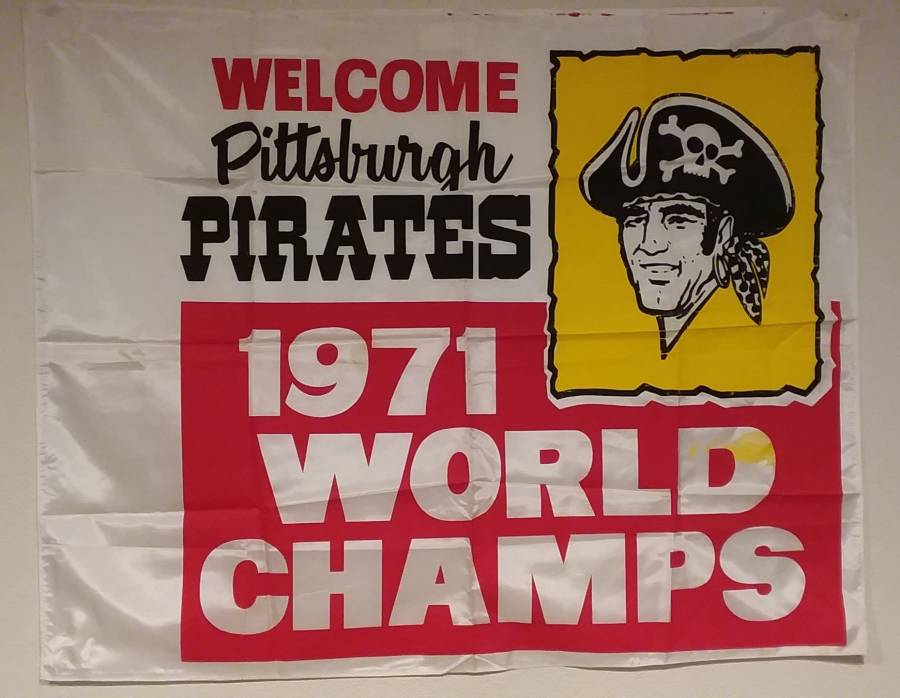 WELCOME
Pittsburgh
PIRATES
1971
WORLD
CHAMPS